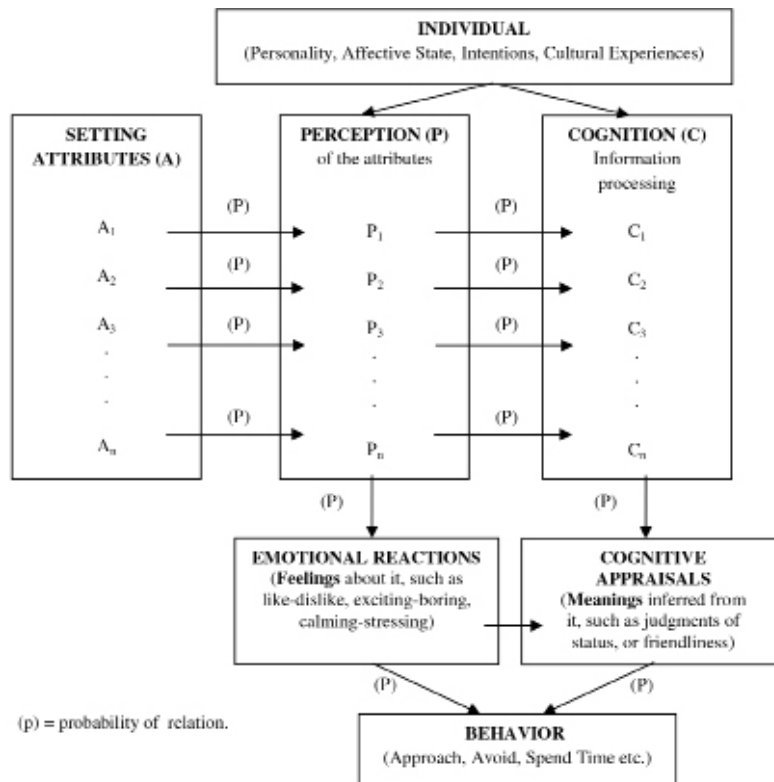 INDIVIDUAL
(Personality, Affective State, Intentions, Cultural Experiences)
SETTING
ATTRIBUTES (A)
A1
A2
A3
.
.
.
An
(P)
(P)
(P)
(P)
PERCEPTION (P)
of the attributes
P1
P2
P3
.
.
.
Pn
(P)
(P)
(P)
(P)
COGNITION (C)
Information
processing
C1
C2
C3
.
.
.
Cn
(P)
(P)
EMOTIONAL REACTIONS
(Feelings about it, such as
like-dislike, exciting-boring,
calming-stressing)
COGNITIVE
APPRAISALS
(Meanings inferred from
it, such as judgments of
status, or friendliness)
(P)
(P)
(p) = probability of relation.
BEHAVIOR
(Approach, Avoid, Spend Time etc.)